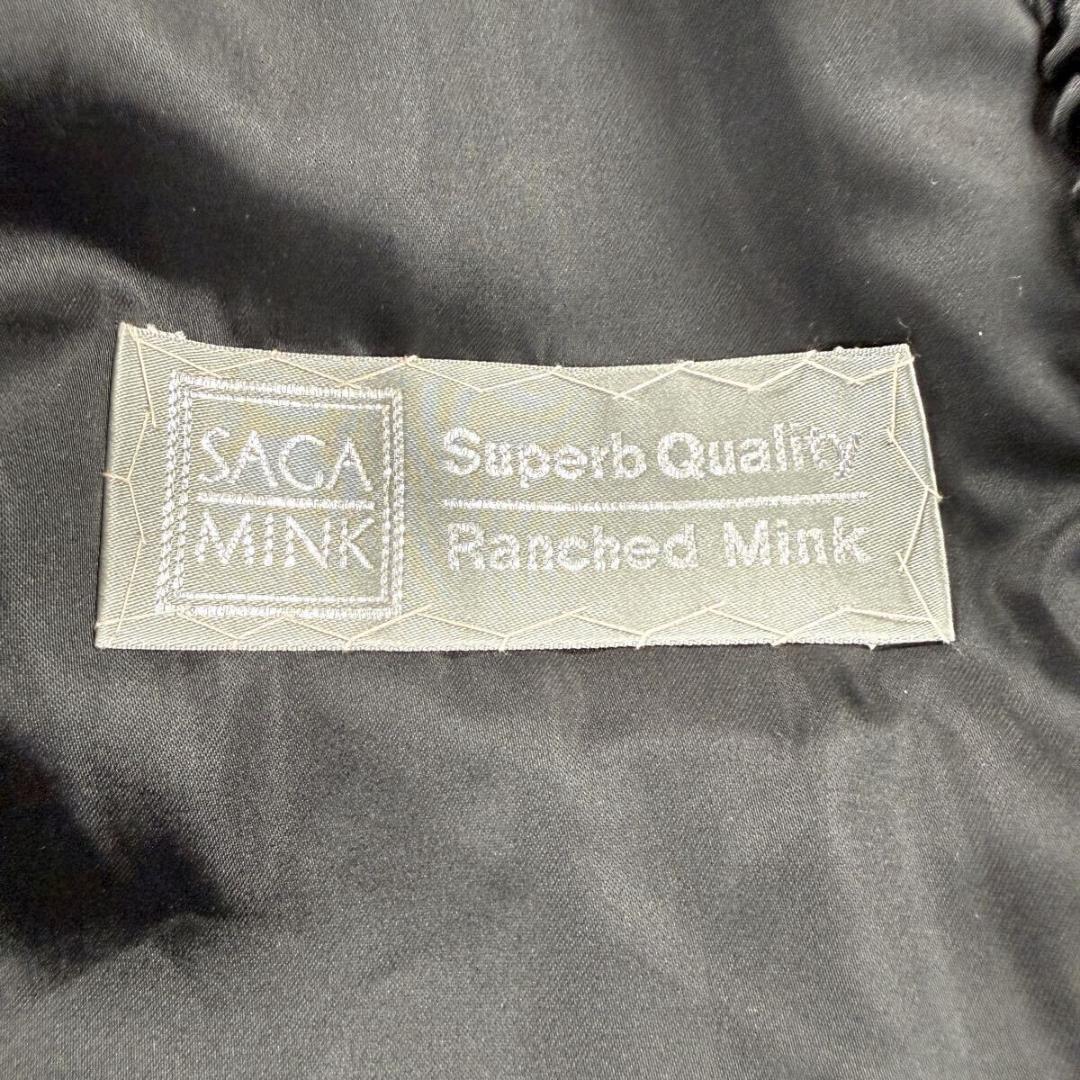 SAGA
MINK
Superb Quality
Ranched Mink